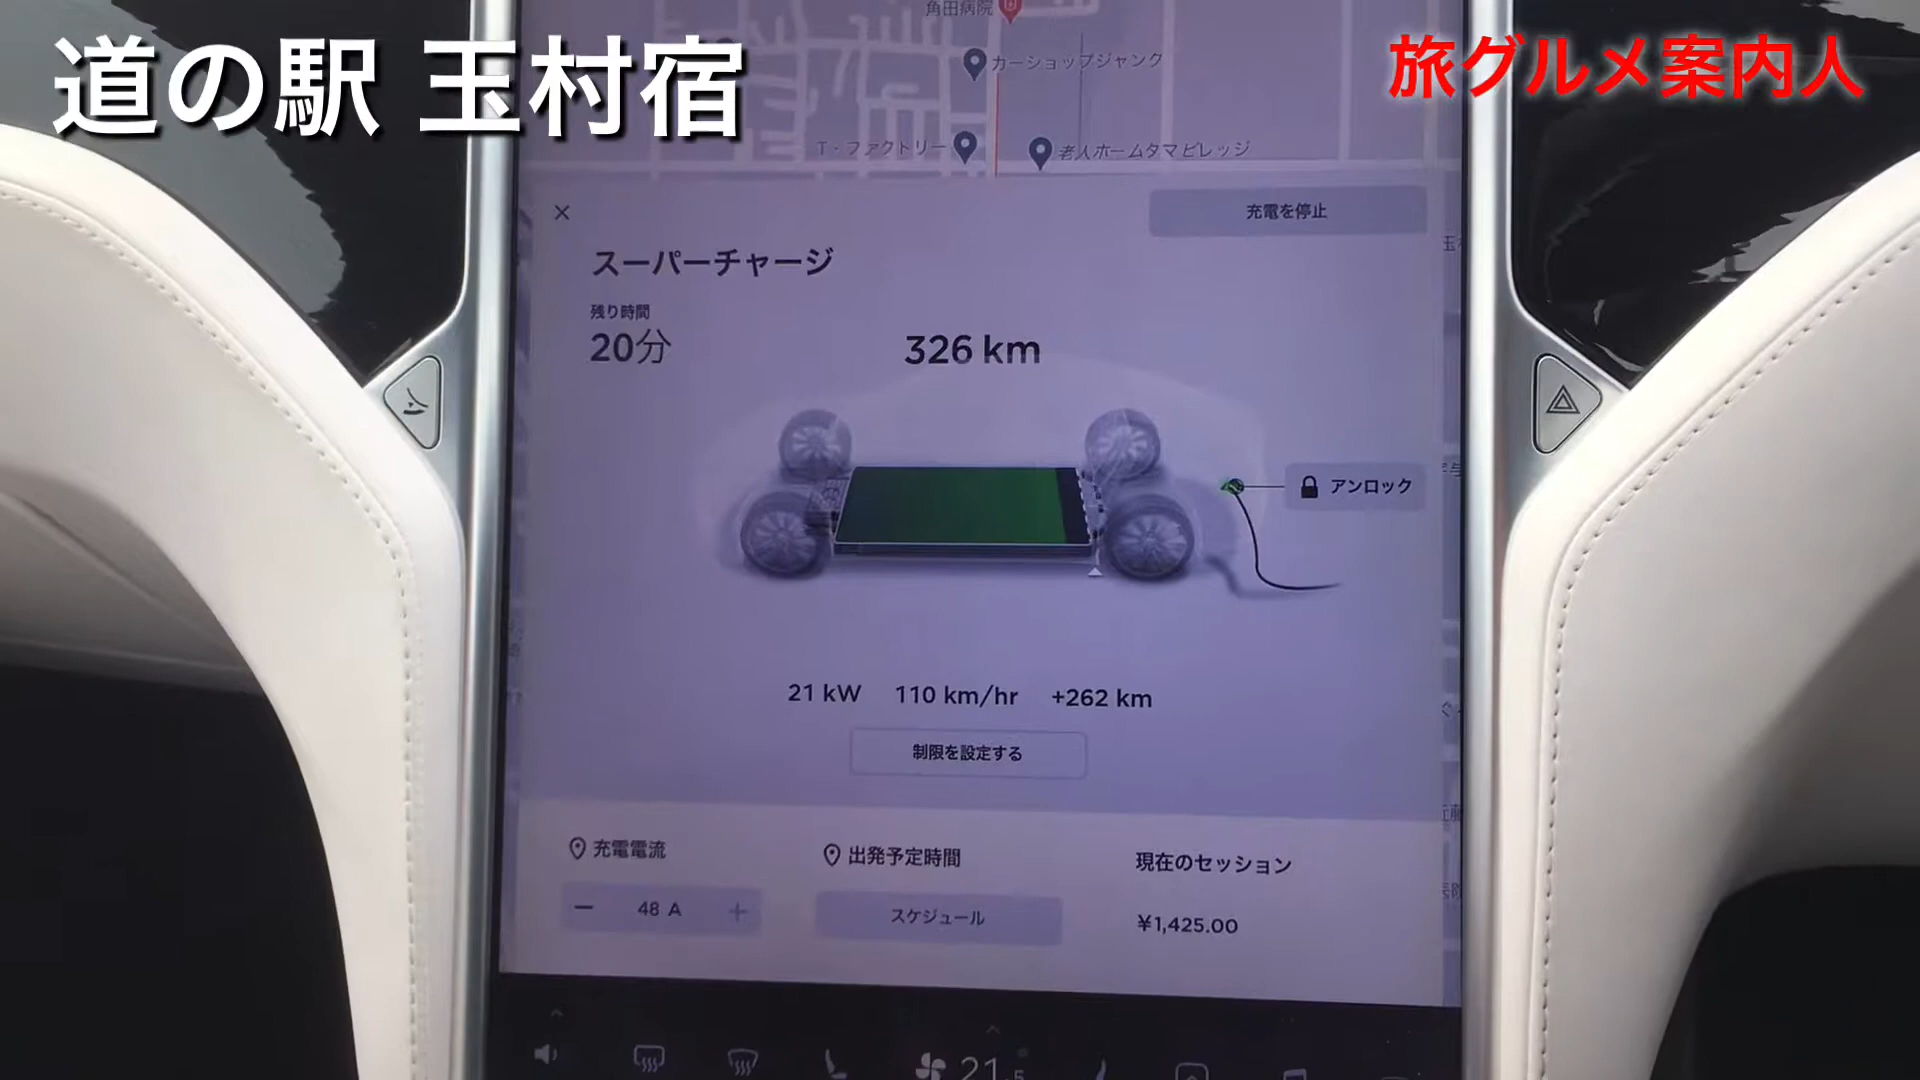 道の駅 玉村宿
旅グルメ案内人
角田病院
カーショップジャング
T・ファクトリー
老人ホームタマビレッジ
充電を停止
スーパーチャージ
残り時間
20分
326 km
アンロック
21 kW 110 km/hr +262 km
制限を設定する
充電電流
出発予定時間
現在のセッション
48 A
スケジュール
¥1,425.00
21.5